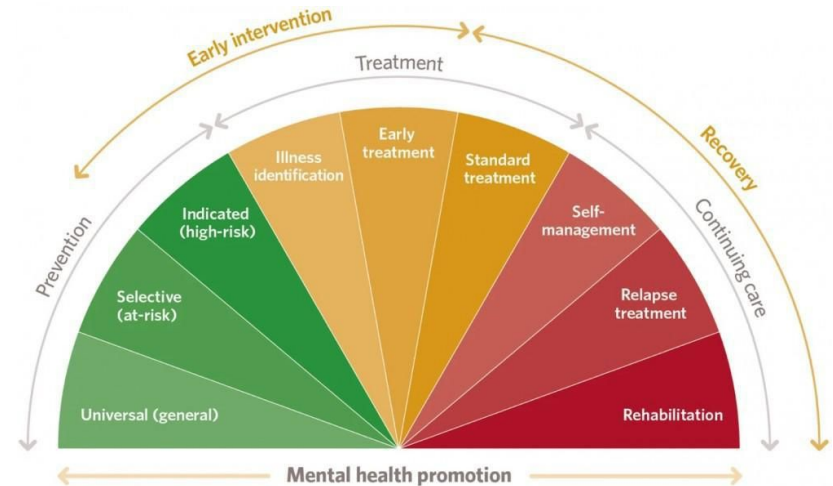 Early intervention
Treatment
Prevention
Recovery
Continuing care
Universal (general)
Selective
(at-risk)
Indicated
(high-risk)
Illness
identification
Early
treatment
Standard
treatment
Self-
management
Relapse
treatment
Rehabilitation
Mental health promotion